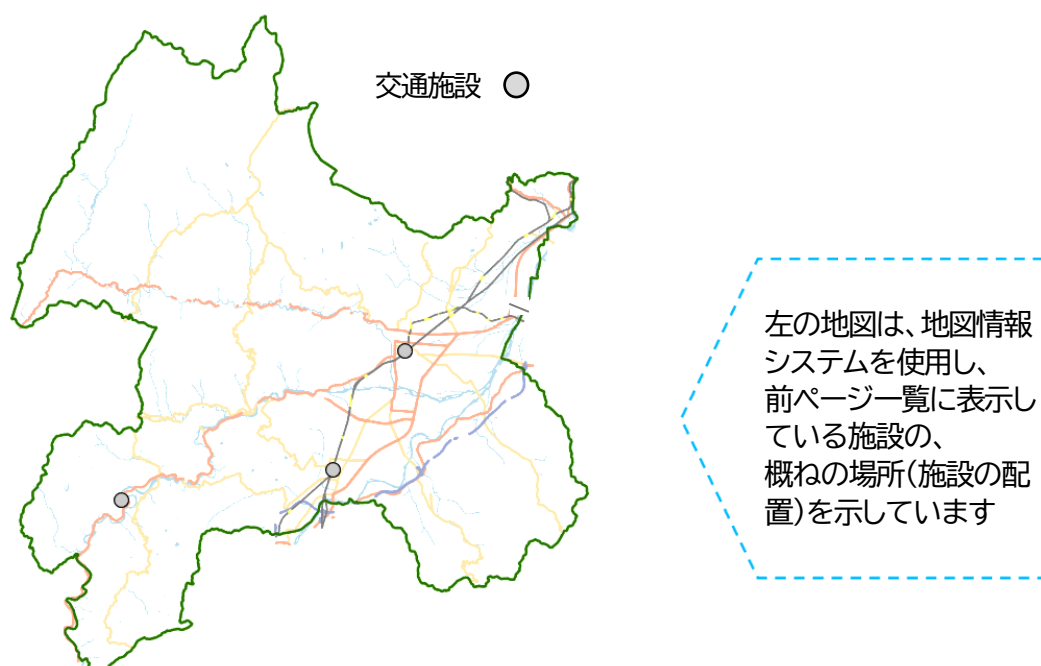 交通施設
左の地図は、地図情報
システムを使用し、
前ページ一覧に表示し
ている施設の、
概ねの場所(施設の配
置)を示しています